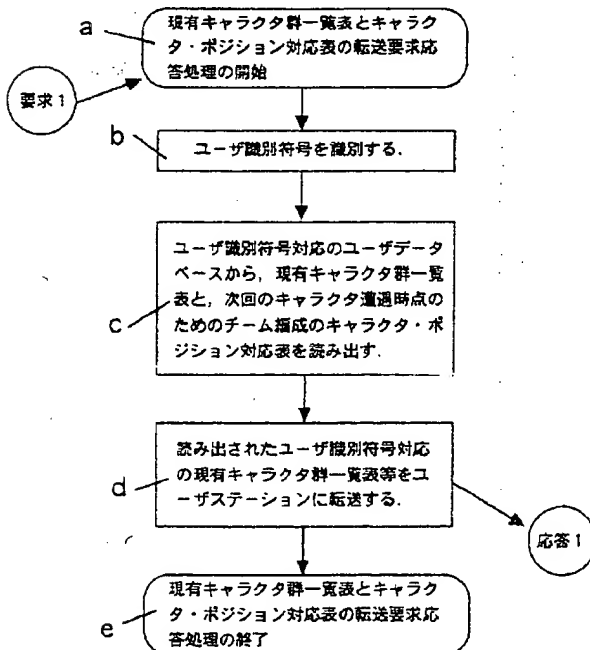 a
現有キャラクタ群一覧表とキャラク
タ・ポジション対応表の転送要求応
答処理の開始
要求1
b
ユーザ識別符号を識別する．
c
ユーザ識別符号対応のユーザデータ
ベースから，現有キャラクタ群一覧
表と，次回のキャラクタ遭遇時点の
ためのチーム編成のキャラクタ・ポ
ジション対応表を読み出す．
d
読み出されたユーザ識別符号対応
の現有キャラクタ群一覧表等をユ
ーザステーションに転送する．
応答1
e
現有キャラクタ群一覧表とキャラク
タ・ポジション対応表の転送要求応
答処理の終了